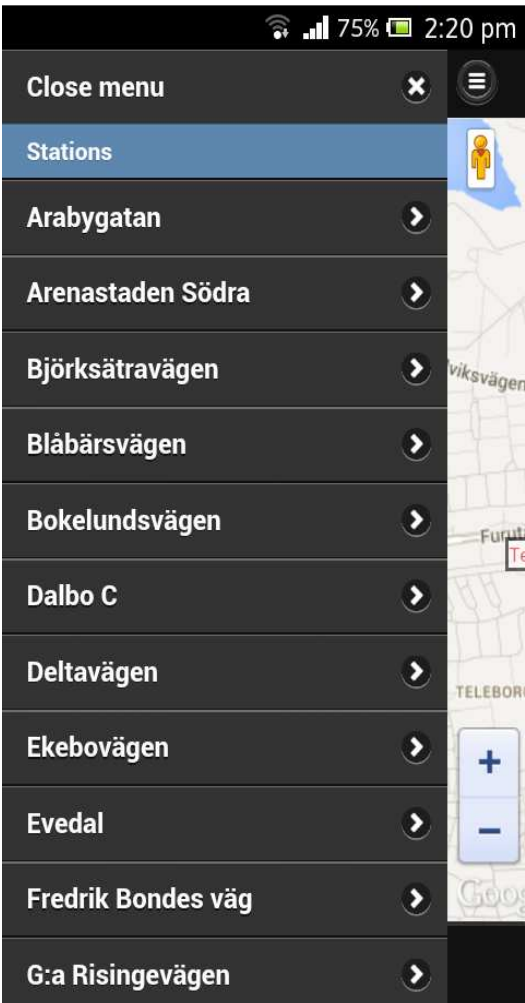 75% 2:20 pm
Close menu
Stations
Arabygatan
Arenastaden Södra
Björksätravägen
viksvägen
Blåbärsvägen
Bokelundsvägen
Dalbo C
Deltavägen
Ekebovägen
Evedal
Fredrik Bondes väg
G:a Risingevägen